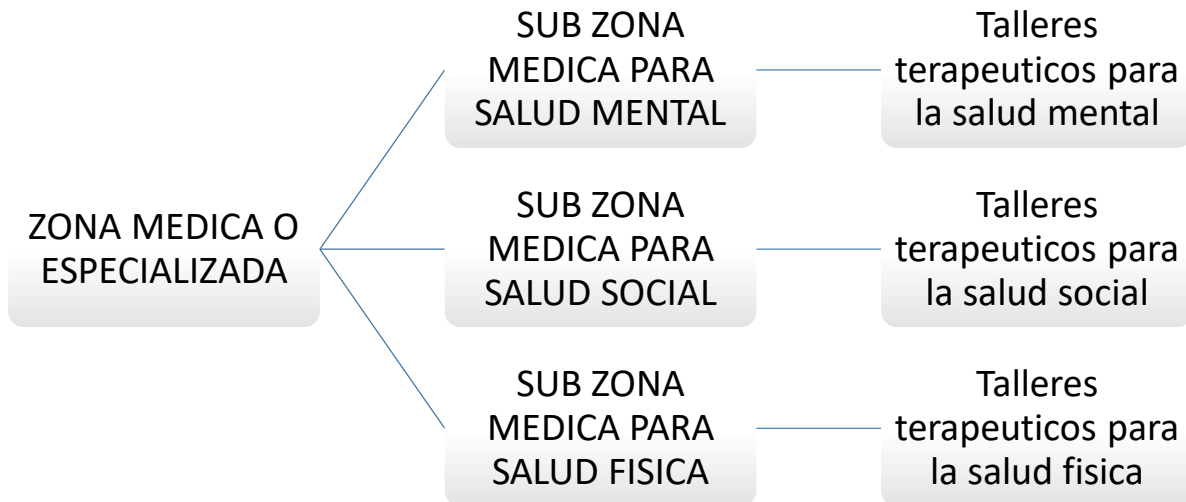 ZONA MEDICA O
ESPECIALIZADA
SUB ZONA
MEDICA PARA
SALUD MENTAL
Talleres
terapeuticos para
la salud mental
SUB ZONA
MEDICA PARA
SALUD SOCIAL
Talleres
terapeuticos para
la salud social
SUB ZONA
MEDICA PARA
SALUD FISICA
Talleres
terapeuticos para
la salud fisica